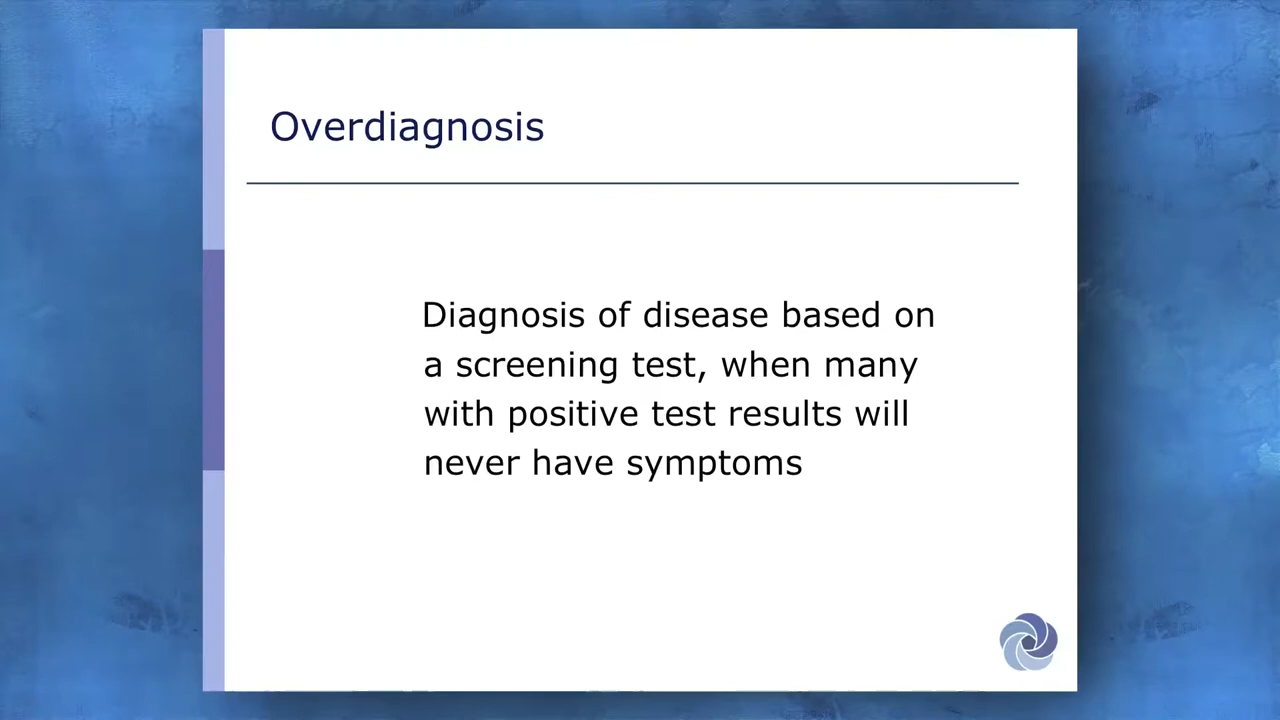 Overdiagnosis
Diagnosis of disease based on
a screening test, when many
with positive test results will
never have symptoms